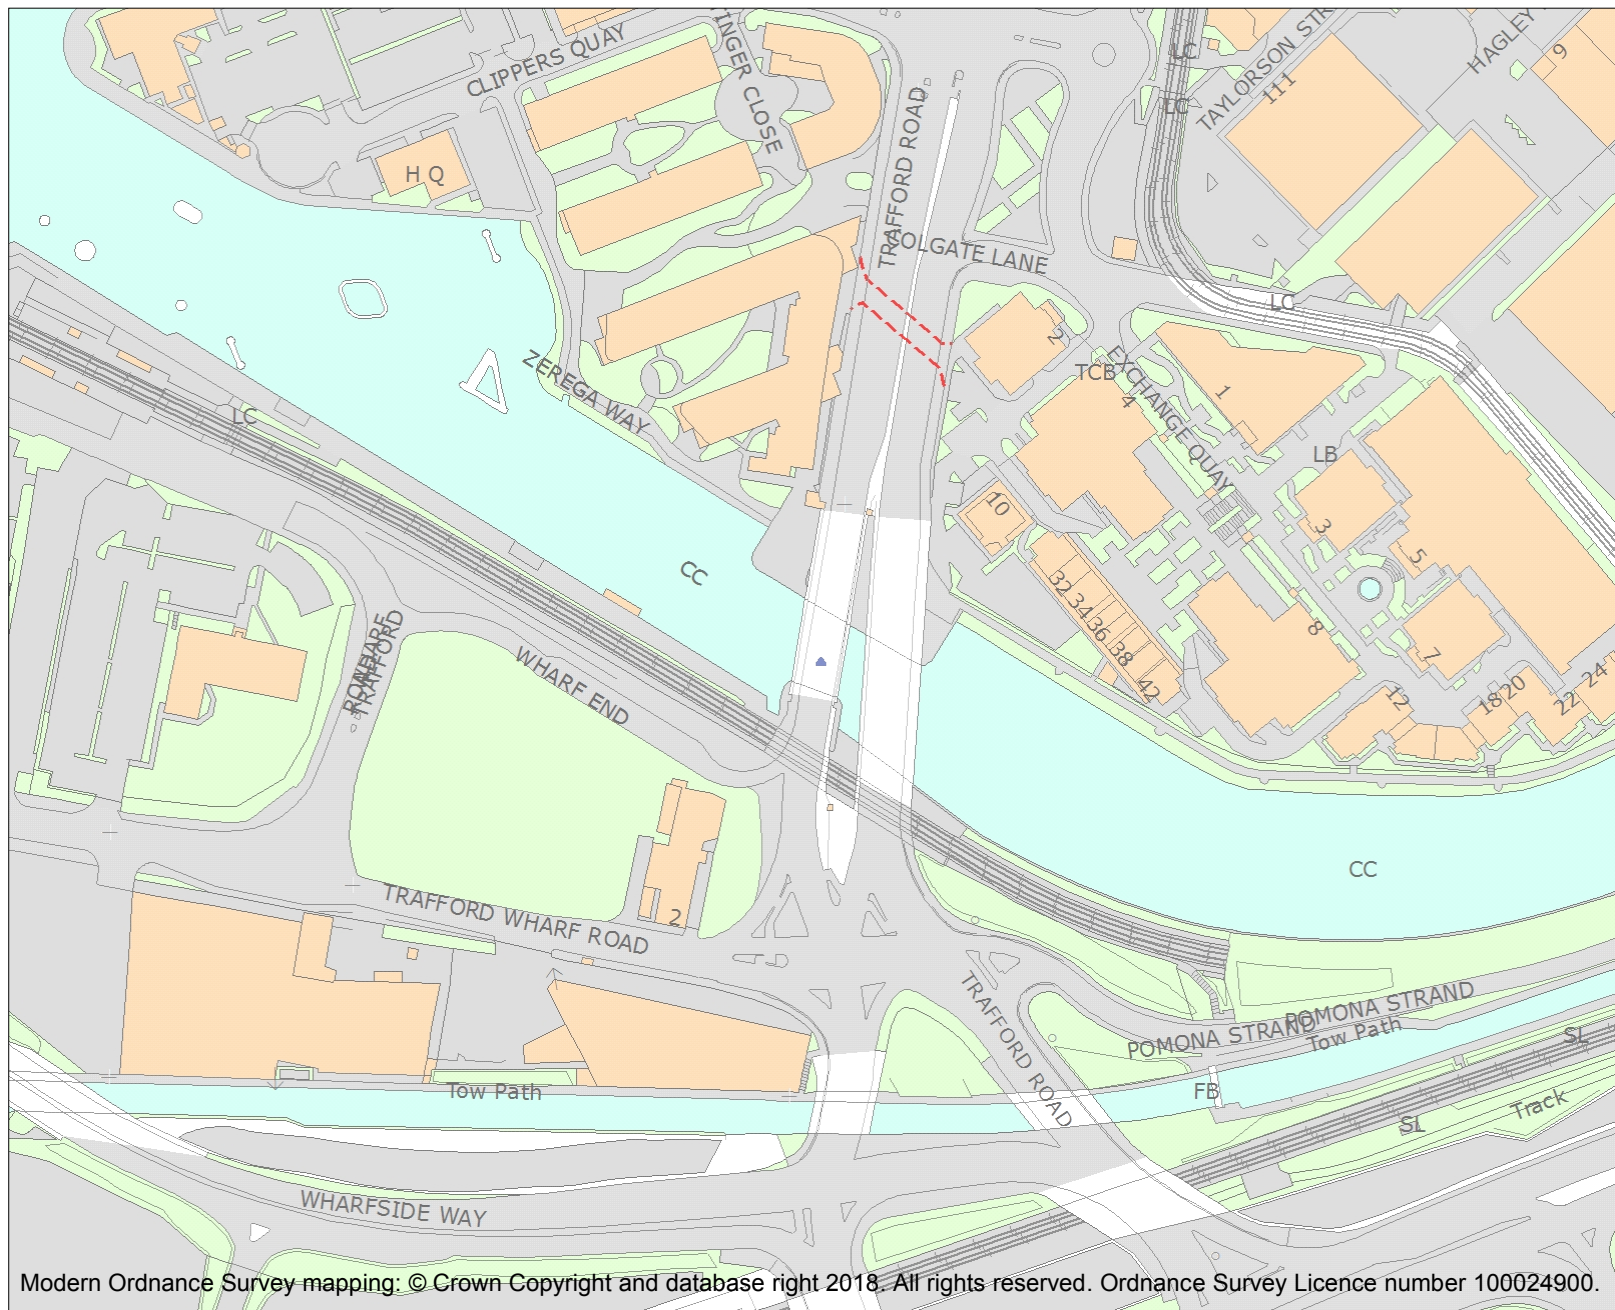 CLIPPERS QUAY
TINGER CLOSE
TRAFFORD ROAD
LC
LC
TAYLORSON STR
111
HAGLEY
9
H Q
COLGATE LANE
LC
2
TCB
4
EXCHANGE QUAY
1
LB
3
5
ZEREGA WAY
LC
10
32
34
36
38
42
8
7
12
18
20
22
24
CC
WHARF END
TRAFFORD
WHARF
ROAD
CC
TRAFFORD WHARF ROAD
2
TRAFFORD ROAD
POMONA STRAND
POMONA STRAND
Tow Path
SL
Tow Path
FB
SL
Track
WHARFSIDE WAY
Modern Ordnance Survey mapping: © Crown Copyright and database right 2018. All rights reserved. Ordnance Survey Licence number 100024900.